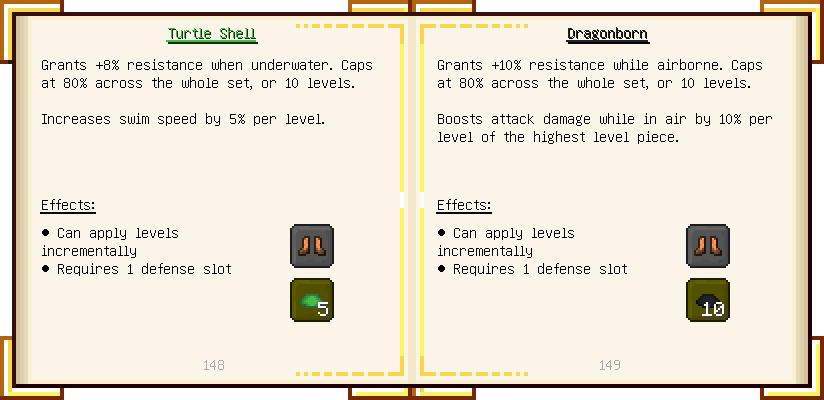 Turtle Shell
Grants +8% resistance when underwater. Caps
at 80% across the whole set, or 10 levels.
Increases swim speed by 5% per level.
Effects:
• Can apply levels
incrementally
• Requires 1 defense slot
5
148
Dragonborn
Grants +10% resistance while airborne. Caps
at 80% across the whole set, or 10 levels.
Boosts attack damage while in air by 10% per
level of the highest level piece.
Effects:
• Can apply levels
incrementally
• Requires 1 defense slot
10
149